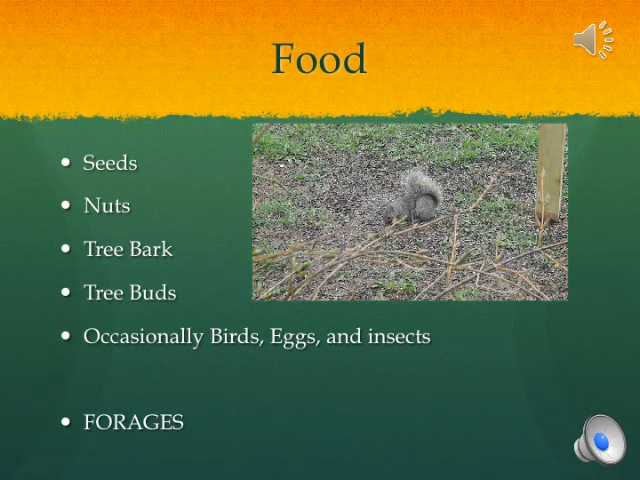 Food
Seeds
Nuts
Tree Bark
Tree Buds
Occasionally Birds, Eggs, and insects
FORAGES